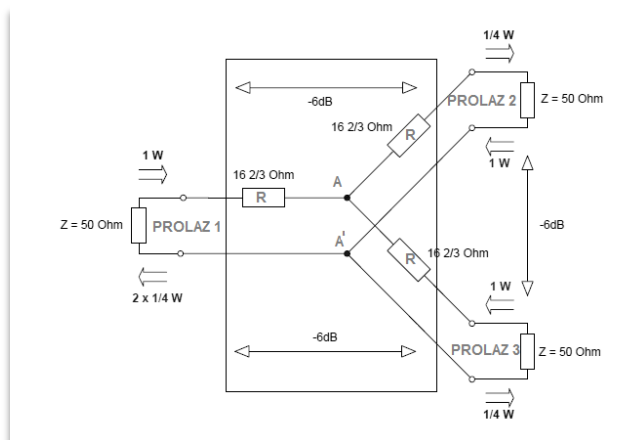 1/4 W
-6dB
PROLAZ 2
Z = 50 Ohm
16 2/3 Ohm
R
1 W
1 W
16 2/3 Ohm
A
R
Z = 50 Ohm
PROLAZ 1
-6dB
A'
16 2/3 Ohm
R
2 x 1/4 W
1 W
-6dB
PROLAZ 3
Z = 50 Ohm
1/4 W